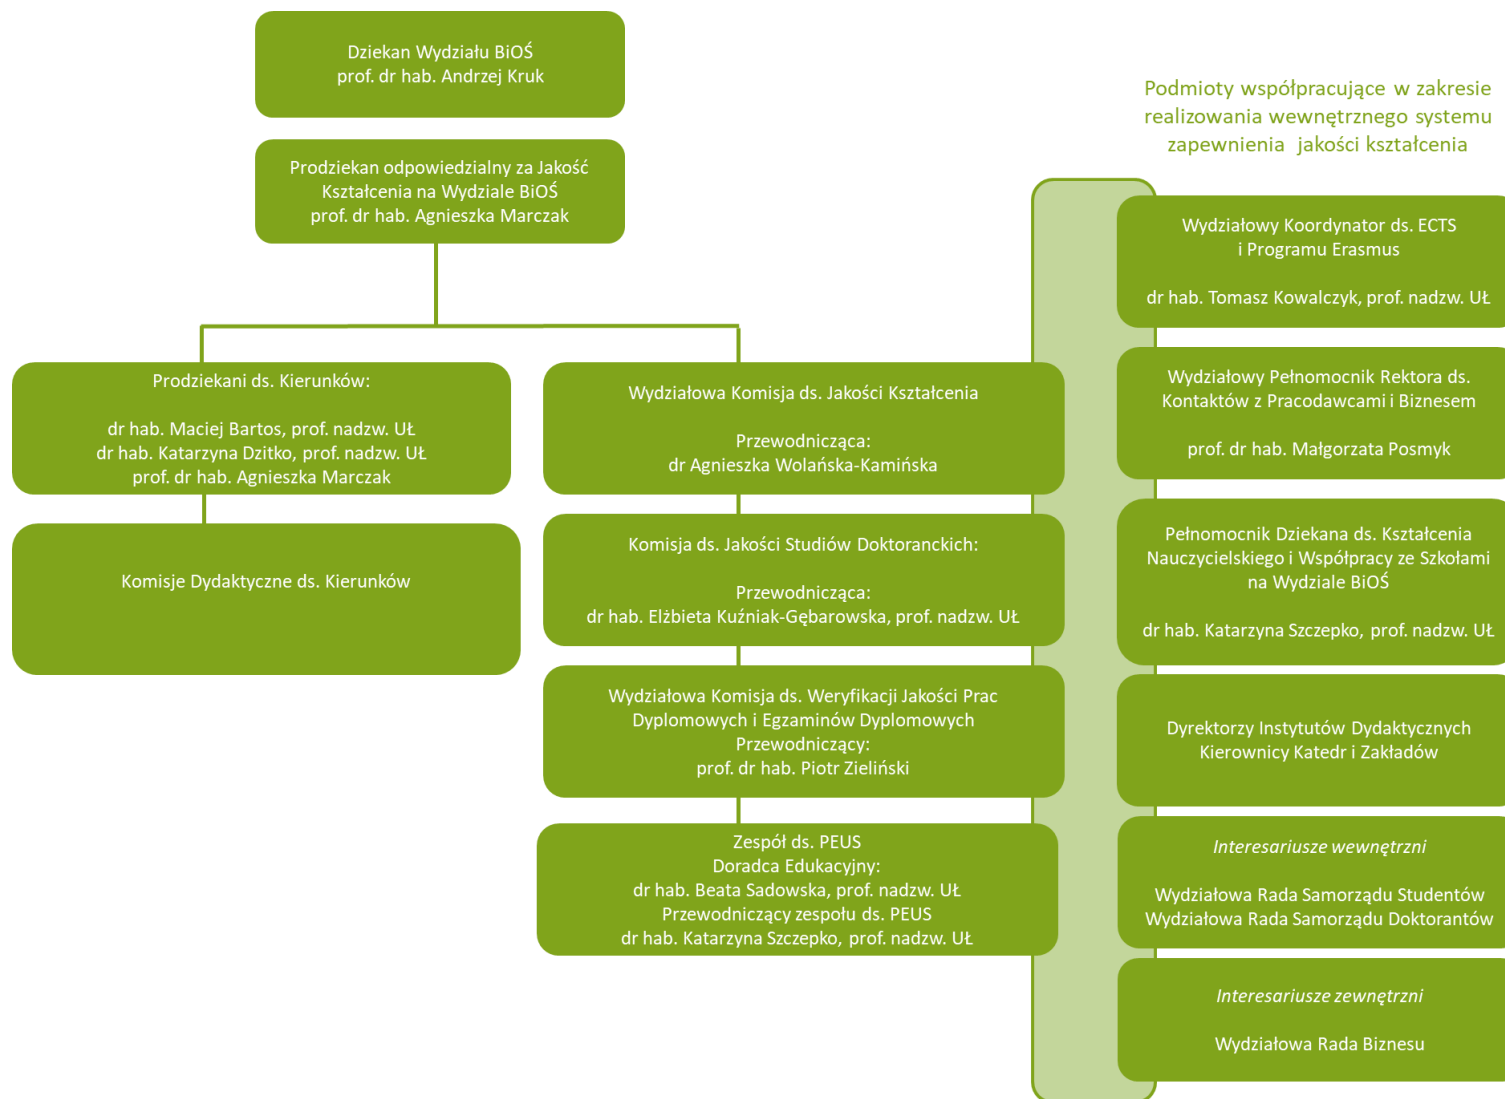 Dziekan Wydziału BiOŚ
prof. dr hab. Andrzej Kruk
Prodziekan odpowiedzialny za Jakość
Kształcenia na Wydziale BiOŚ
prof. dr hab. Agnieszka Marczak
Prodziekani ds. Kierunków:
dr hab. Maciej Bartos, prof. nadzw. UŁ
dr hab. Katarzyna Dzitko, prof. nadzw. UŁ
prof. dr hab. Agnieszka Marczak
Komisje Dydaktyczne ds. Kierunków
Wydziałowa Komisja ds. Jakości Kształcenia
Przewodnicząca:
dr Agnieszka Wolańska-Kamińska
Komisja ds. Jakości Studiów Doktoranckich:
Przewodnicząca:
dr hab. Elżbieta Kuźniak-Gębarowska, prof. nadzw. UŁ
Wydziałowa Komisja ds. Weryfikacji Jakości Prac
Dyplomowych i Egzaminów Dyplomowych
Przewodniczący:
prof. dr hab. Piotr Zieliński
Zespół ds. PEUS
Doradca Edukacyjny:
dr hab. Beata Sadowska, prof. nadzw. UŁ
Przewodniczący zespołu ds. PEUS
dr hab. Katarzyna Szczepko, prof. nadzw. UŁ
Podmioty współpracujące w zakresie
realizowania wewnętrznego systemu
zapewnienia jakości kształcenia
Wydziałowy Koordynator ds. ECTS
i Programu Erasmus
dr hab. Tomasz Kowalczyk, prof. nadzw. UŁ
Wydziałowy Pełnomocnik Rektora ds.
Kontaktów z Pracodawcami i Biznesem
prof. dr hab. Małgorzata Posmyk
Pełnomocnik Dziekana ds. Kształcenia
Nauczycielskiego i Współpracy ze Szkołami
na Wydziale BiOŚ
dr hab. Katarzyna Szczepko, prof. nadzw. UŁ
Dyrektorzy Instytutów Dydaktycznych
Kierownicy Katedr i Zakładów
Interesariusze wewnętrzni
Wydziałowa Rada Samorządu Studentów
Wydziałowa Rada Samorządu Doktorantów
Interesariusze zewnętrzni
Wydziałowa Rada Biznesu